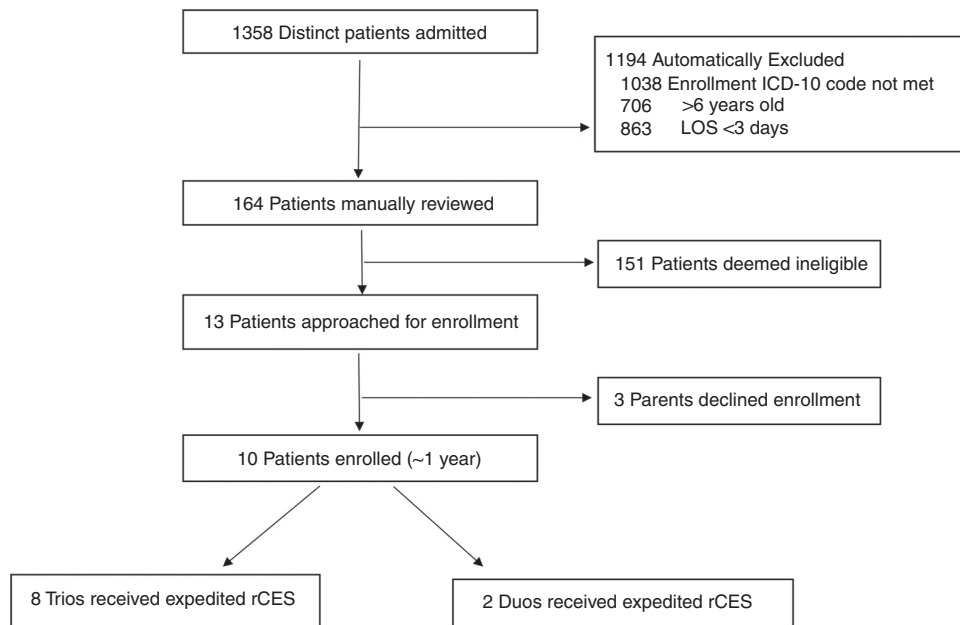 1358 Distinct patients admitted
1194 Automatically Excluded
1038 Enrollment ICD-10 code not met
706 >6 years old
863 LOS <3 days
164 Patients manually reviewed
151 Patients deemed ineligible
13 Patients approached for enrollment
3 Parents declined enrollment
10 Patients enrolled (~1 year)
8 Trios received expedited rCES
2 Duos received expedited rCES